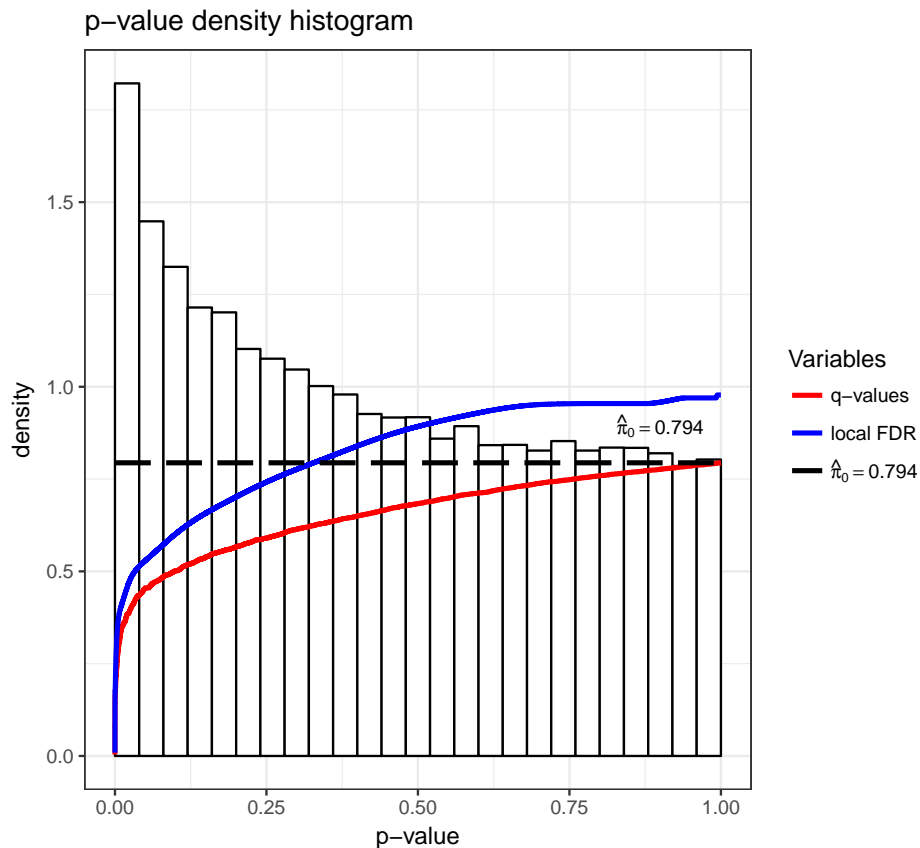 p−value density histogram
1.5
1.0
0.5
0.0
density
π̂₀ = 0.794
0.00 0.25 0.50 0.75 1.00
p−value
Variables
q−values
local FDR
π̂₀ = 0.794